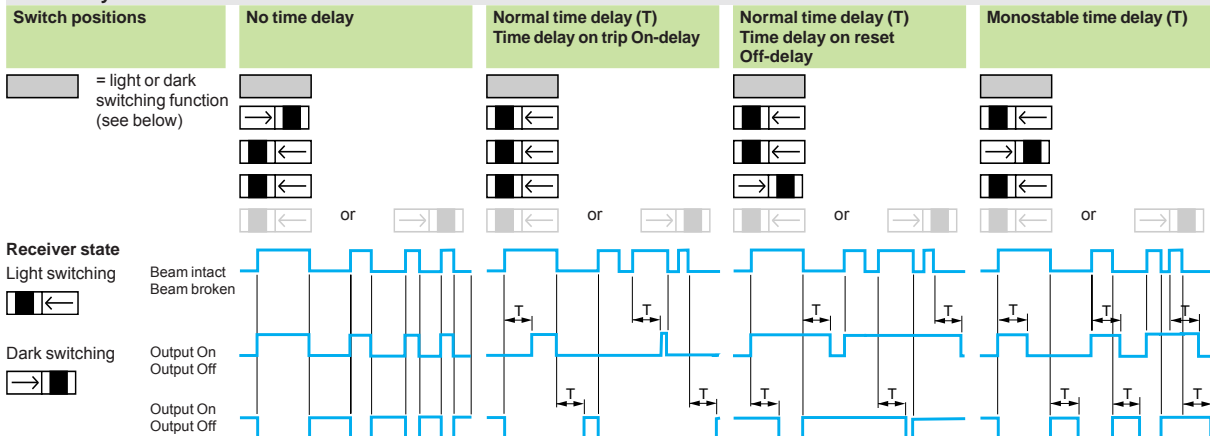 Switch positions
No time delay
Normal time delay (T)
Time delay on trip On-delay
Normal time delay (T)
Time delay on reset
Off-delay
Monostable time delay (T)
= light or dark
switching function
(see below)
or
or
or
or
Receiver state
Light switching
Beam intact
Beam broken
T
T
T
T
T
T
T
Dark switching
Output On
Output Off
T
T
T
T
T
T
T
Output On
Output Off